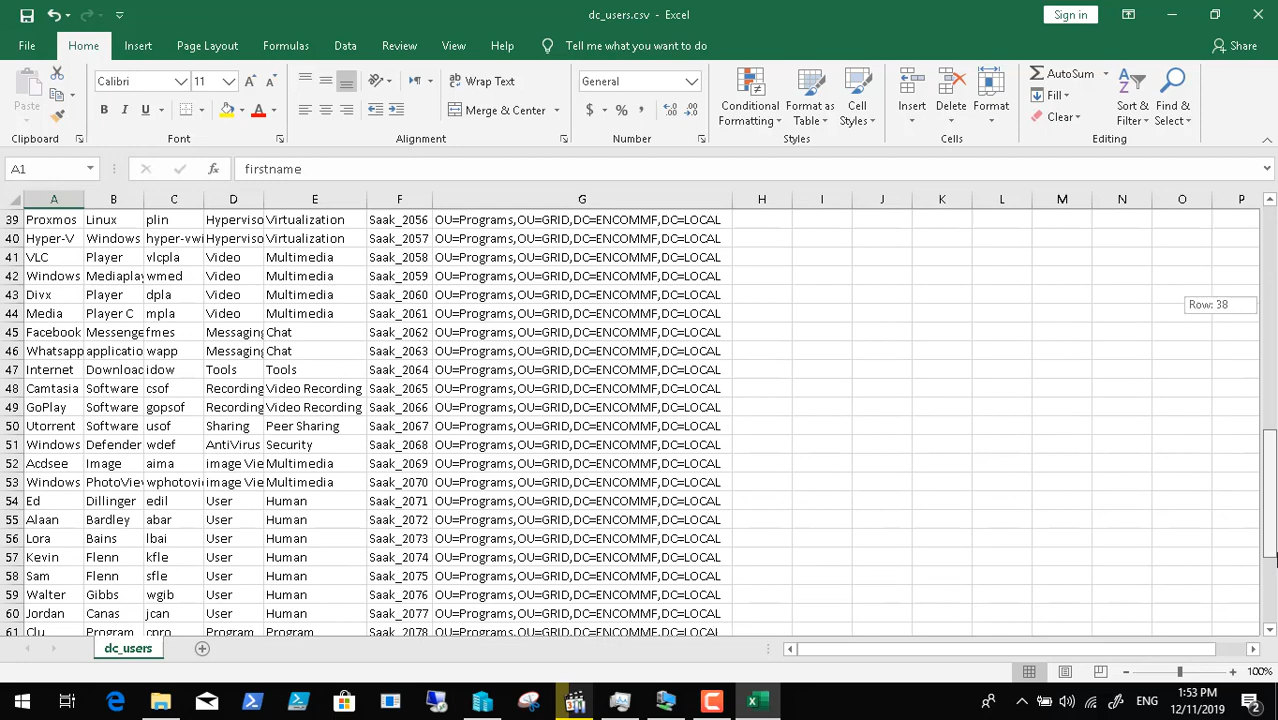 dc_users.csv - Excel
Sign in
File Home Insert Page Layout Formulas Data Review View Help Tell me what you want to do Share
Paste
Calibri 11
B I U
A A
Wrap Text
Merge & Center
General
$ % ,
Conditional Formatting
Format as Table
Cell Styles
Insert Delete Format
AutoSum
Fill
Clear
Sort & Filter
Find & Select
Clipboard Font Alignment Number Styles Cells Editing
A1 fx firstname
A B C D E F G H I J K L M N O P
39 Proxmos Linux plin Hyperviso Virtualization Saak_2056 OU=Programs,OU=GRID,DC=ENCOMMF,DC=LOCAL
40 Hyper-V Windows hyper-vwi Hyperviso Virtualization Saak_2057 OU=Programs,OU=GRID,DC=ENCOMMF,DC=LOCAL
41 VLC Player vlcpla Video Multimedia Saak_2058 OU=Programs,OU=GRID,DC=ENCOMMF,DC=LOCAL
42 Windows Mediaplay wmed Video Multimedia Saak_2059 OU=Programs,OU=GRID,DC=ENCOMMF,DC=LOCAL
43 Divx Player dpla Video Multimedia Saak_2060 OU=Programs,OU=GRID,DC=ENCOMMF,DC=LOCAL
44 Media Player C mpla Video Multimedia Saak_2061 OU=Programs,OU=GRID,DC=ENCOMMF,DC=LOCAL
Row: 38
45 Facebook Messenge fmes Messaging Chat Saak_2062 OU=Programs,OU=GRID,DC=ENCOMMF,DC=LOCAL
46 Whatsapp applicatio wapp Messaging Chat Saak_2063 OU=Programs,OU=GRID,DC=ENCOMMF,DC=LOCAL
47 Internet Download idow Tools Tools Saak_2064 OU=Programs,OU=GRID,DC=ENCOMMF,DC=LOCAL
48 Camtasia Software csof Recording Video Recording Saak_2065 OU=Programs,OU=GRID,DC=ENCOMMF,DC=LOCAL
49 GoPlay Software gopsof Recording Video Recording Saak_2066 OU=Programs,OU=GRID,DC=ENCOMMF,DC=LOCAL
50 Utorrent Software usof Sharing Peer Sharing Saak_2067 OU=Programs,OU=GRID,DC=ENCOMMF,DC=LOCAL
51 Windows Defender wdef AntiVirus Security Saak_2068 OU=Programs,OU=GRID,DC=ENCOMMF,DC=LOCAL
52 Acdsee Image aima image Vie Multimedia Saak_2069 OU=Programs,OU=GRID,DC=ENCOMMF,DC=LOCAL
53 Windows PhotoView wphotovi image Vie Multimedia Saak_2070 OU=Programs,OU=GRID,DC=ENCOMMF,DC=LOCAL
54 Ed Dillinger edil User Human Saak_2071 OU=Programs,OU=GRID,DC=ENCOMMF,DC=LOCAL
55 Alaan Bardley abar User Human Saak_2072 OU=Programs,OU=GRID,DC=ENCOMMF,DC=LOCAL
56 Lora Bains lbai User Human Saak_2073 OU=Programs,OU=GRID,DC=ENCOMMF,DC=LOCAL
57 Kevin Flenn kfle User Human Saak_2074 OU=Programs,OU=GRID,DC=ENCOMMF,DC=LOCAL
58 Sam Flenn sfle User Human Saak_2075 OU=Programs,OU=GRID,DC=ENCOMMF,DC=LOCAL
59 Walter Gibbs wgib User Human Saak_2076 OU=Programs,OU=GRID,DC=ENCOMMF,DC=LOCAL
60 Jordan Canas jcan User Human Saak_2077 OU=Programs,OU=GRID,DC=ENCOMMF,DC=LOCAL
61 Clu Program cpro Program Program Saak_2078 OU=Programs,OU=GRID,DC=ENCOMMF,DC=LOCAL
dc_users
100%
ENG
1:53 PM
12/11/2019
2